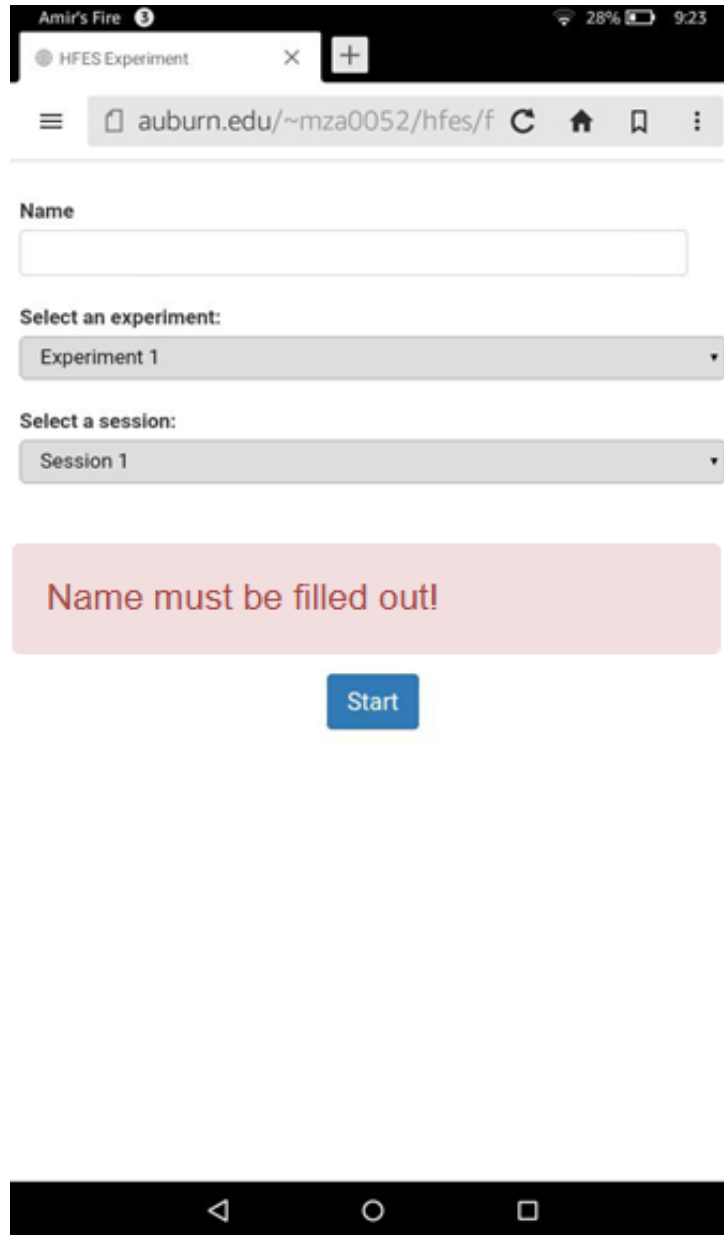 Amir's Fire 3 28% 9:23
HFES Experiment
auburn.edu/~mza0052/hfes/f
Name
Select an experiment:
Experiment 1
Select a session:
Session 1
Name must be filled out!
Start